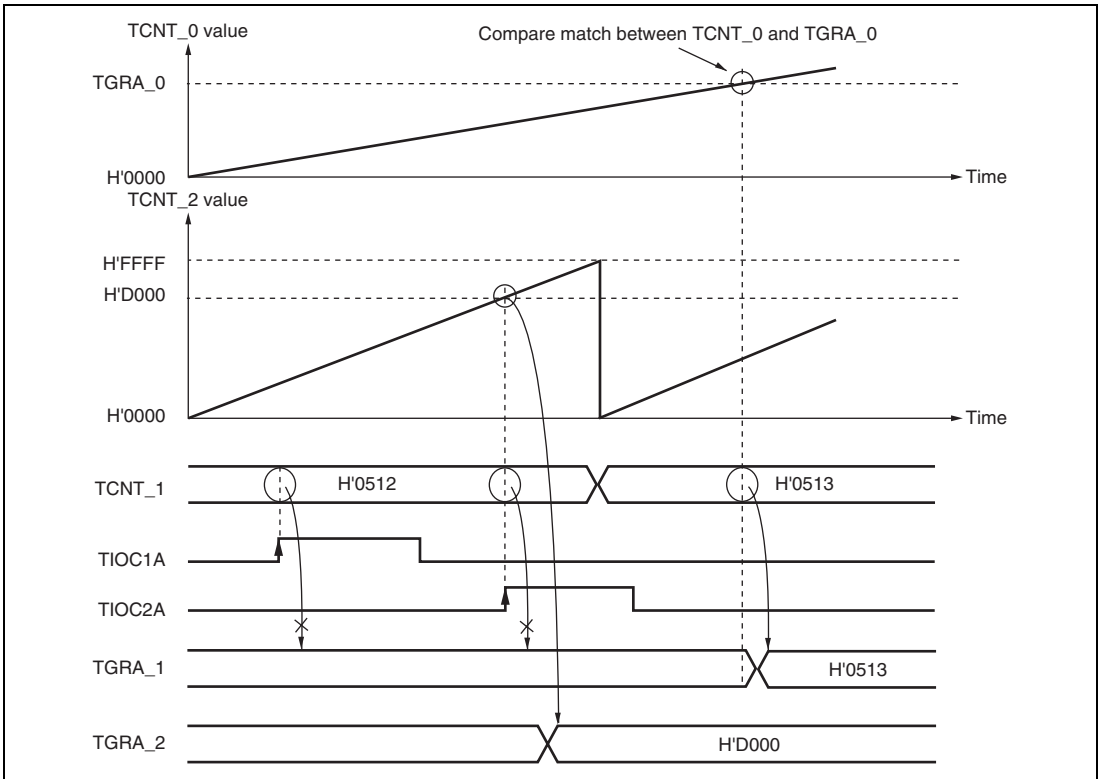 TCNT_0 value
Compare match between TCNT_0 and TGRA_0
TGRA_0
H'0000
Time
TCNT_2 value
H'FFFF
H'D000
H'0000
Time
TCNT_1
H'0512
H'0513
TIOC1A
TIOC2A
TGRA_1
H'0513
TGRA_2
H'D000